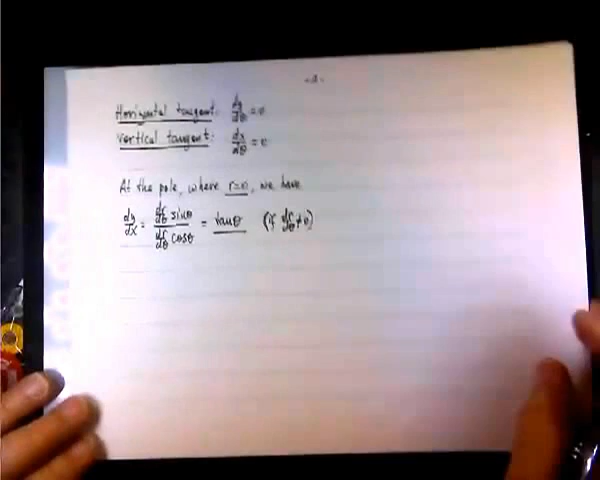 Horizontal tangent: dy/dθ = 0
Vertical tangent: dx/dθ = 0
At the pole, where r=0, we have
dy/dx = (dr/dθ sinθ)/(dr/dθ cosθ) = tanθ (if dr/dθ ≠ 0)